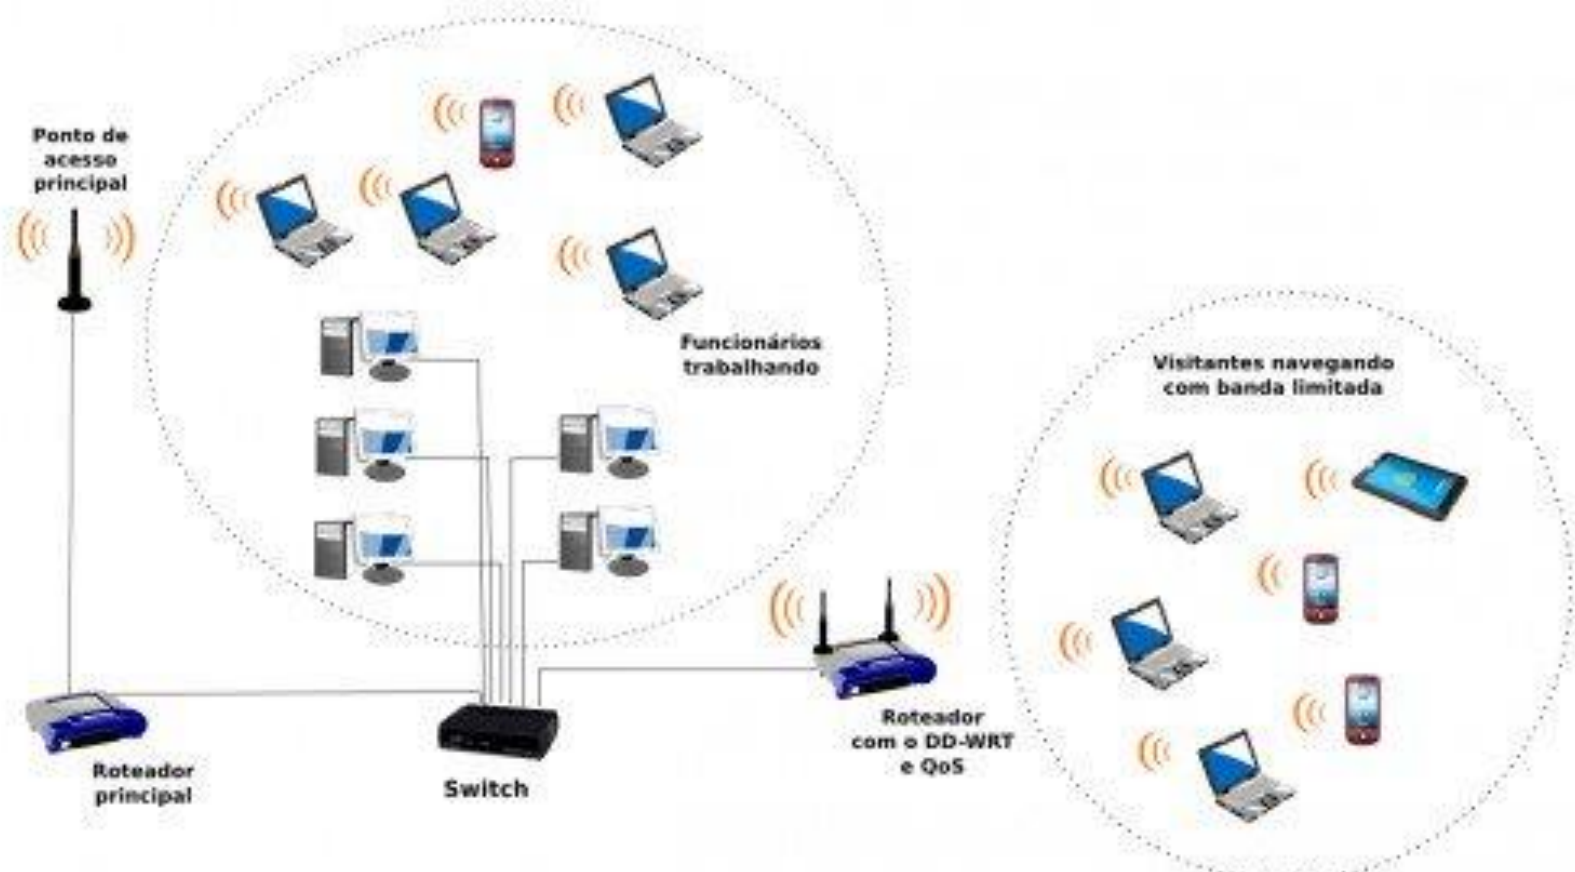 Ponto de
acesso
principal
Funcionários
trabalhando
Visitantes navegando
com banda limitada
Roteador
com o DD-WRT
e QoS
Roteador
principal
Switch